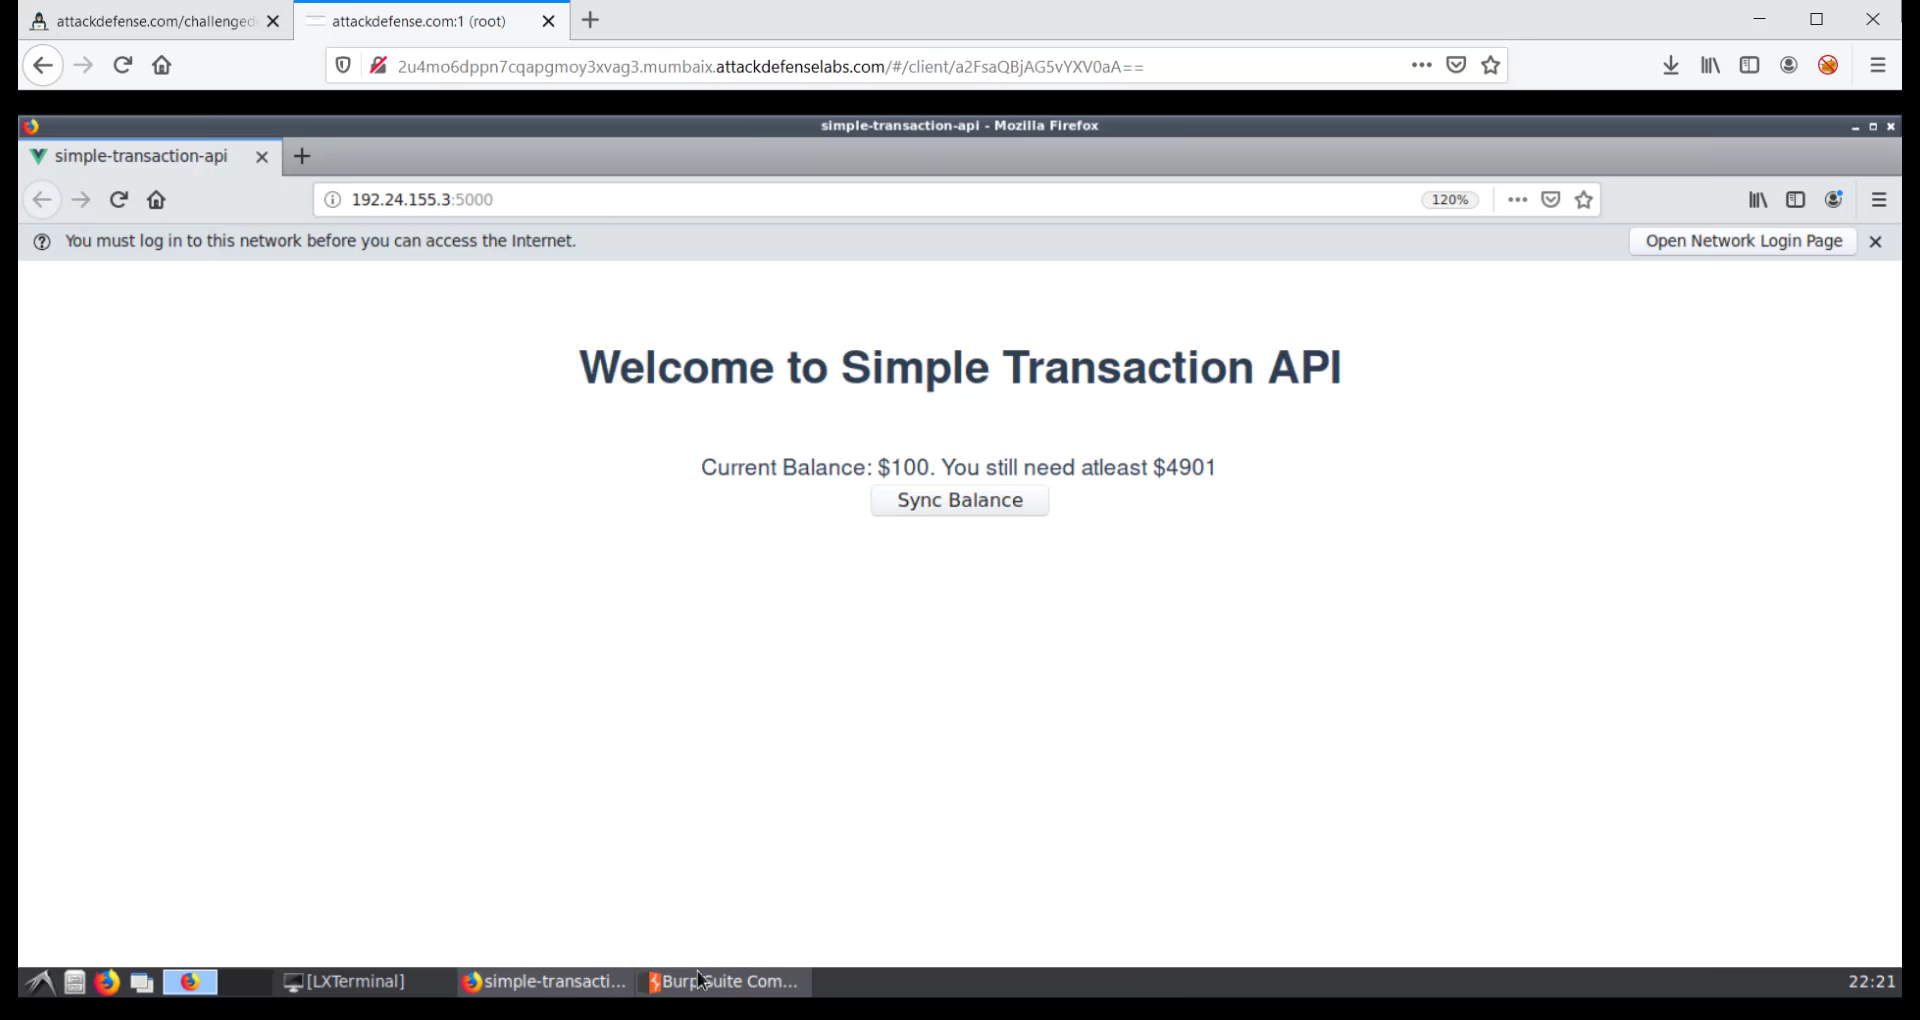 attackdefense.com/challengede
attackdefense.com:1 (root)
2u4mo6dppn7cqapgmoy3xvag3.mumbaix.attackdefenselabs.com/#/client/a2FsaQBjAG5vYXV0aA==
simple-transaction-api - Mozilla Firefox
simple-transaction-api
192.24.155.3:5000
120%
You must log in to this network before you can access the Internet.
Open Network Login Page
Welcome to Simple Transaction API
Current Balance: $100. You still need atleast $4901
Sync Balance
[LXTerminal]
simple-transacti...
Burp Suite Com...
22:21